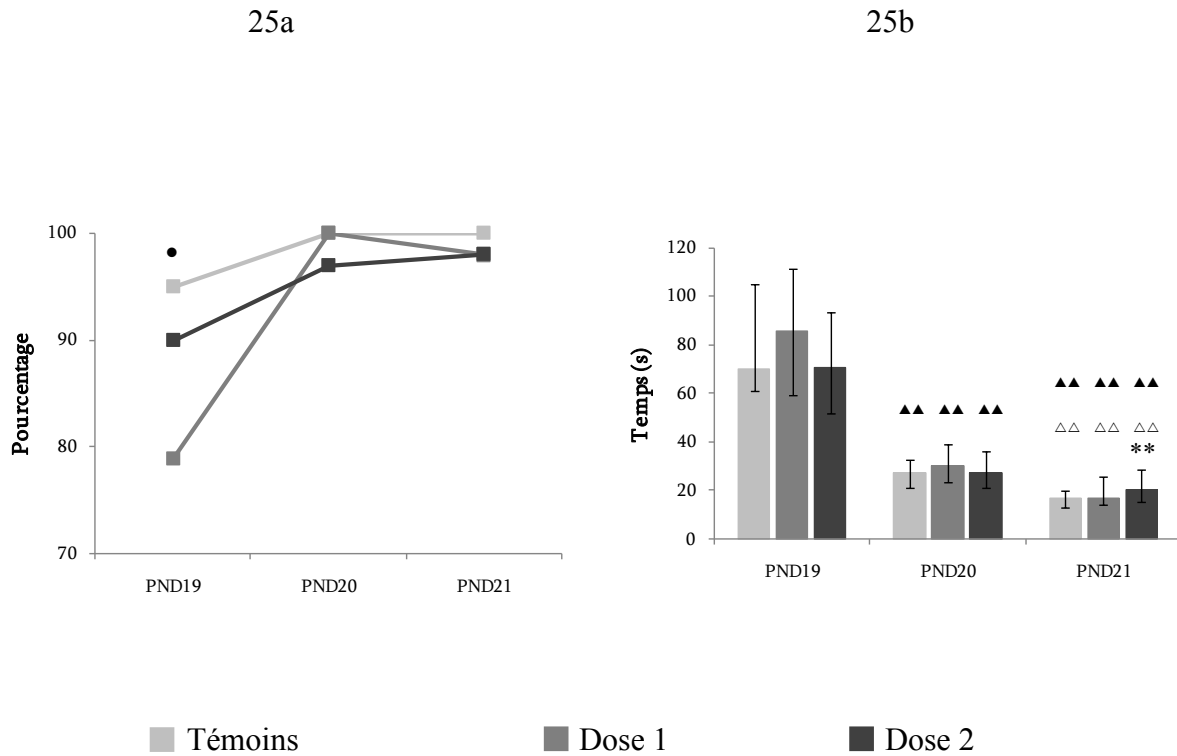 25a
25b
Pourcentage
100
90
80
70
PND19
PND20
PND21
Temps (s)
120
100
80
60
40
20
0
▲▲ ▲▲ ▲▲
▲▲ ▲▲ ▲▲
△△ △△ △△
**
PND19
PND20
PND21
Témoins
Dose 1
Dose 2